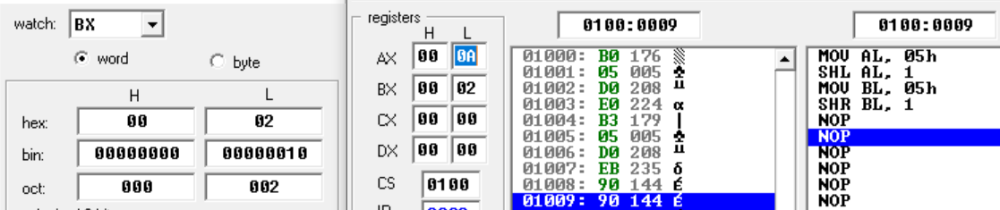 watch: BX
word byte
H L
hex: 00 02
bin: 00000000 00000010
oct: 000 002
registers
H L
AX 00 0A
BX 00 02
CX 00 00
DX 00 00
CS 0100
0100:0009
01000: B0 176 ▒
01001: 05 005 ♣
01002: D0 208 ╨
01003: E0 224 α
01004: B3 179 │
01005: 05 005 ♣
01006: D0 208 ╨
01007: EB 235 δ
01008: 90 144 É
01009: 90 144 É
0100:0009
MOV AL, 05h
SHL AL, 1
MOV BL, 05h
SHR BL, 1
NOP
NOP
NOP
NOP
NOP
NOP